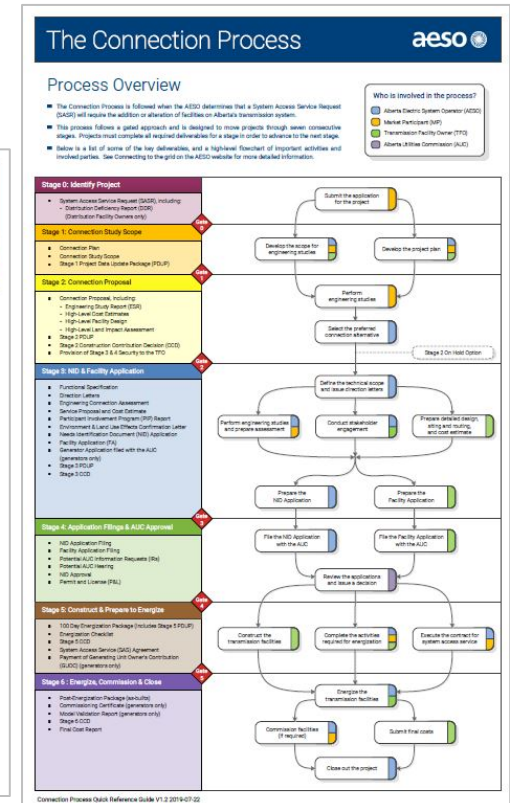 The Connection Process
aeso
Process Overview
The Connection Process is followed when the AESO determines that a System Access Service Request
(SASR) will require the addition or alteration of facilities on Alberta's transmission system.
This process follows a gated approach and is designed to move projects through seven consecutive
stages. Projects must complete all required deliverables for a stage in order to advance to the next stage.
Below is a list of some of the key deliverables, and a high-level flowchart of important activities and
involved parties. See Connecting to the grid on the AESO website for more detailed information.
Who is involved in the process?
Alberta Electric System Operator (AESO)
Market Participant (MP)
Transmission Facility Owner (TFO)
Alberta Utilities Commission (AUC)
Stage 0: Identify Project
System Access Service Request (SASR), including:
- Distribution Deficiency Report (DDR)
(Distribution Facility Owners only)
Submit the application
for the project
Gate
0
Stage 1: Connection Study Scope
Connection Plan
Connection Study Scope
Stage 1 Project Data Update Package (PDUP)
Develop the scope for
engineering studies
Develop the project plan
Gate
1
Stage 2: Connection Proposal
Connection Proposal, including:
- Engineering Study Report (ESR)
- High-Level Cost Estimates
- High-Level Facility Design
- High-Level Land Impact Assessment
Stage 2 PDUP
Stage 2 Construction Contribution Decision (CCD)
Provision of Stage 3 & 4 Security to the TFO
Perform
engineering studies
Select the preferred
connection alternative
Stage 2 On Hold Option
Gate
2
Stage 3: NID & Facility Application
Functional Specification
Direction Letters
Engineering Connection Assessment
Service Proposal and Cost Estimate
Participant Involvement Program (PIP) Report
Environment & Land Use Effects Confirmation Letter
Needs Identification Document (NID) Application
Facility Application (FA)
Generator Application filed with the AUC
(generators only)
Stage 3 PDUP
Stage 3 CCD
Define the technical scope
and issue direction letters
Perform engineering studies
and prepare assessment
Conduct stakeholder
engagement
Prepare detailed design,
siting and routing,
and cost estimate
Prepare the
NID Application
Prepare the
Facility Application
Gate
3
Stage 4: Application Filings & AUC Approval
NID Application Filing
Facility Application Filing
Potential AUC Information Requests (IRs)
Potential AUC Hearing
NID Approval
Permit and License (P&L)
File the NID Application
with the AUC
File the Facility Application
with the AUC
Review the applications
and issue a decision
Gate
4
Stage 5: Construct & Prepare to Energize
100 Day Energization Package (includes Stage 5 PDUP)
Energization Checklist
Stage 5 CCD
System Access Service (SAS) Agreement
Payment of Generating Unit Owner's Contribution
(GUOC) (generators only)
Construct the
transmission facilities
Complete the activities
required for energization
Execute the contract for
system access service
Gate
5
Stage 6 : Energize, Commission & Close
Post-Energization Package (as-builts)
Commissioning Certificate (generators only)
Model Validation Report (generators only)
Stage 6 CCD
Final Cost Report
Energize the
transmission facilities
Commission facilities
(if required)
Submit final costs
Close out the project
Connection Process Quick Reference Guide V1.2 2019-07-22